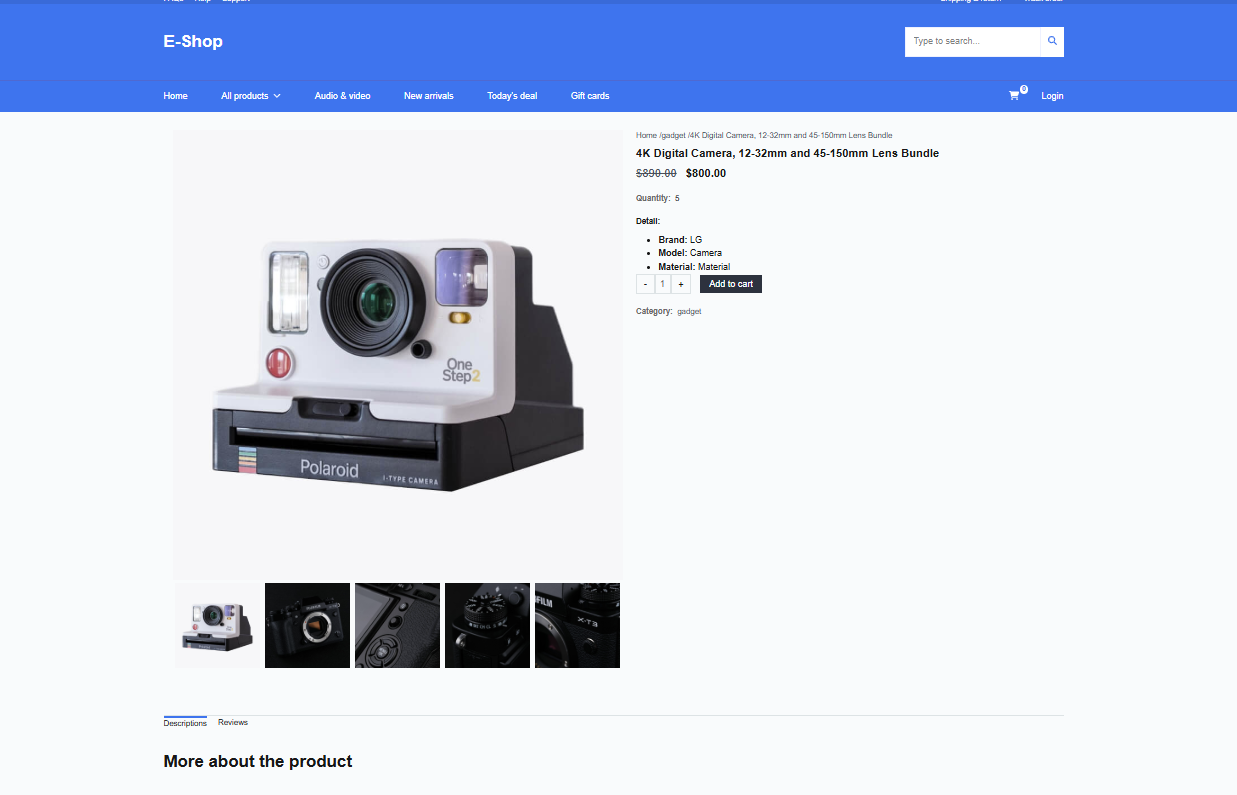 E-Shop
Type to search...
Home All products Audio & video New arrivals Today's deal Gift cards 0 Login
Home /gadget /4K Digital Camera, 12-32mm and 45-150mm Lens Bundle
4K Digital Camera, 12-32mm and 45-150mm Lens Bundle
$890.00 $800.00
Quantity: 5
Detail:
Brand: LG
Model: Camera
Material: Material
- 1 + Add to cart
Category: gadget
One
Step2
Polaroid
I-TYPE CAMERA
X-T3
Descriptions Reviews
More about the product